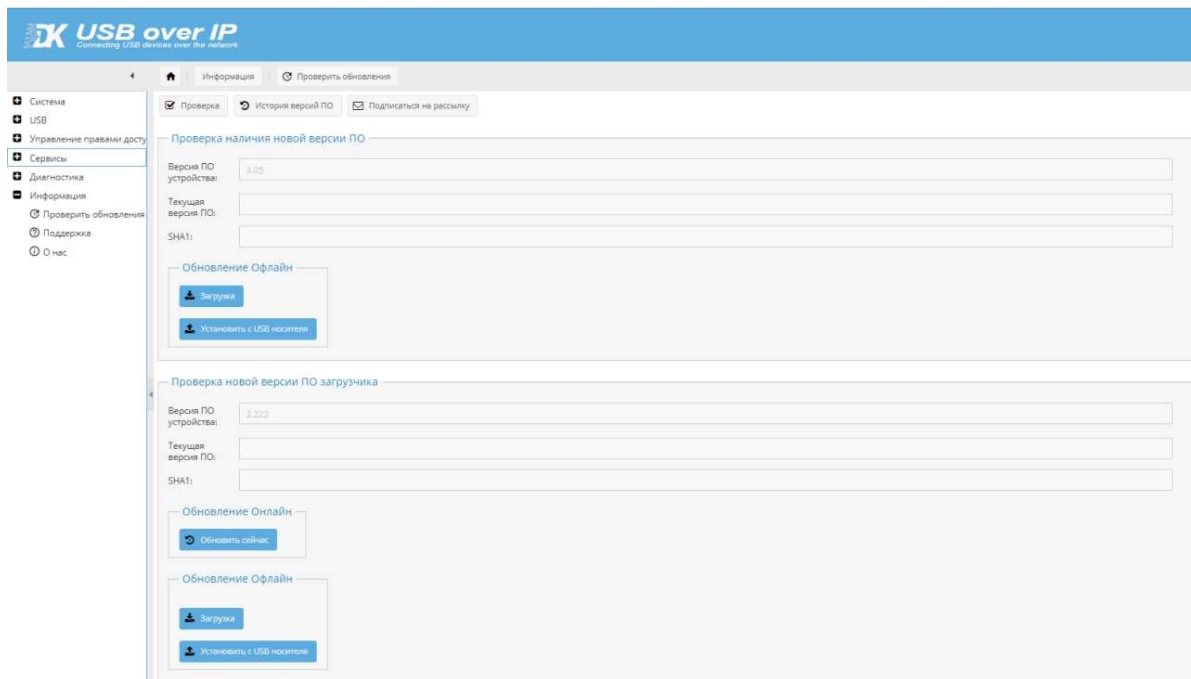 DK USB over IP
Connecting USB devices over the network
Информация
Проверить обновления
Система
USB
Управление правами досту
Сервисы
Диагностика
Информация
Проверить обновления
Поддержка
О нас
Проверка
История версий ПО
Подписаться на рассылку
Проверка наличия новой версии ПО
Версия ПО
устройства:
4.05
Текущая
версия ПО:
SHA1:
Обновление Офлайн
Загрузка
Установить с USB носителя
Проверка новой версии ПО загрузчика
Версия ПО
устройства:
2.222
Текущая
версия ПО:
SHA1:
Обновление Онлайн
Обновить сейчас
Обновление Офлайн
Загрузка
Установить с USB носителя